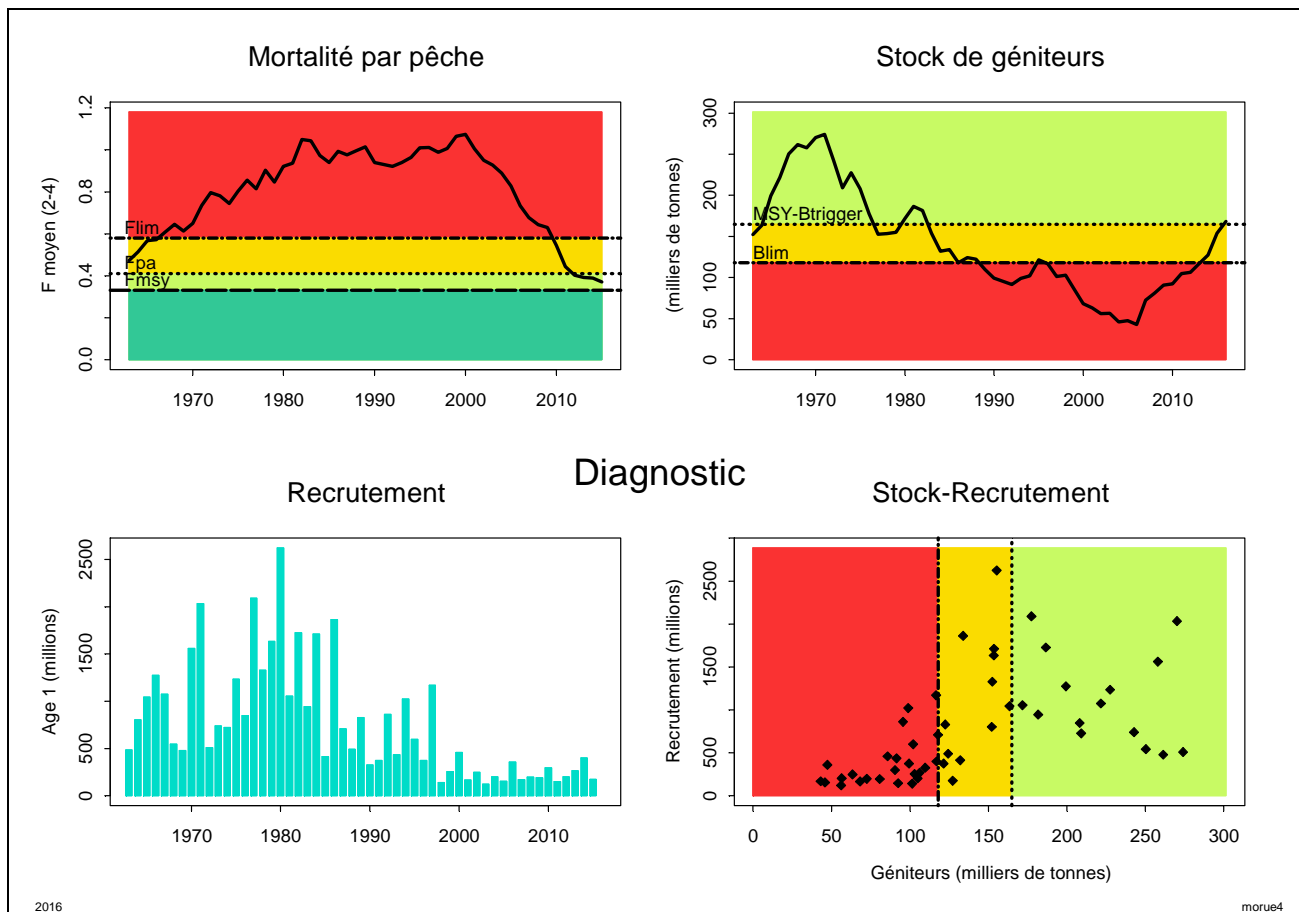 Mortalité par pêche
F moyen (2-4)
0.0 0.4 0.8 1.2
Flim
Fpa
Fmsy
1970 1980 1990 2000 2010
Stock de géniteurs
(milliers de tonnes)
0 50 100 200 300
MSY-Btrigger
Blim
1970 1980 1990 2000 2010
Diagnostic
Recrutement
Age 1 (millions)
0 500 1500 2500
1970 1980 1990 2000 2010
Stock-Recrutement
Recrutement (millions)
0 500 1500 2500
0 50 100 150 200 250 300
Géniteurs (milliers de tonnes)
2016
morue4